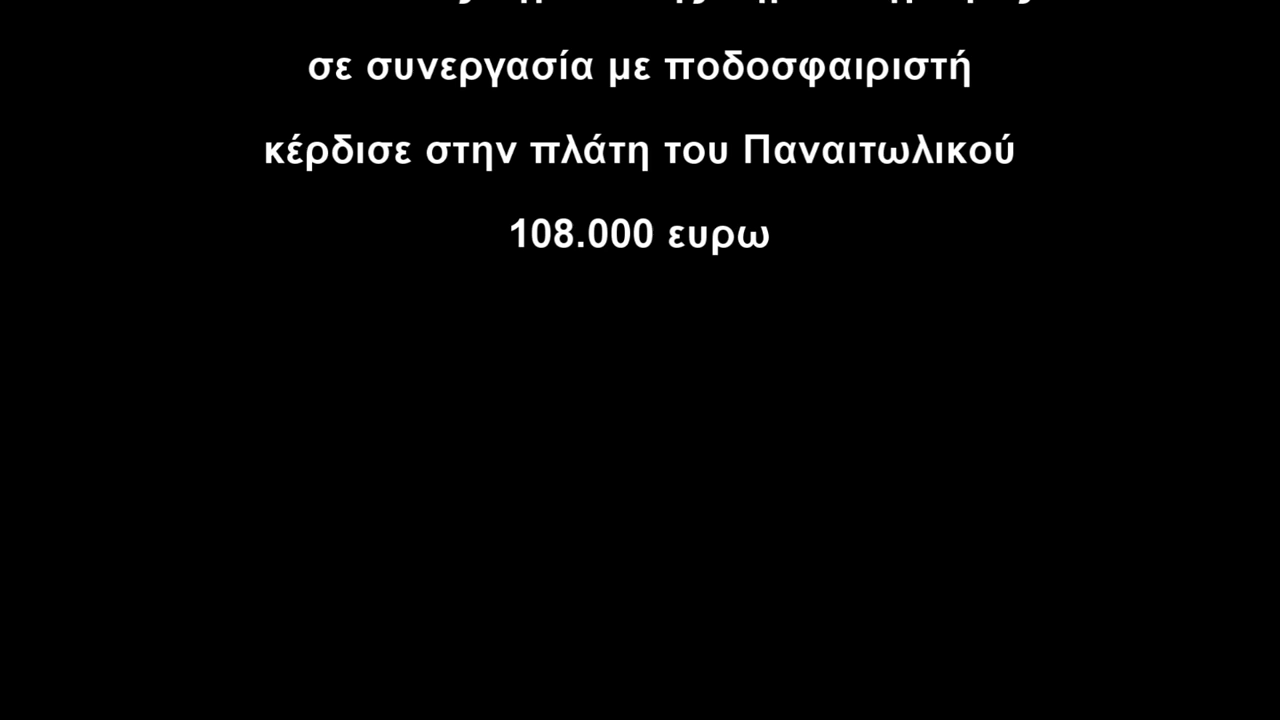 σε συνεργασία με ποδοσφαιριστή
κέρδισε στην πλάτη του Παναιτωλικού
108.000 ευρω